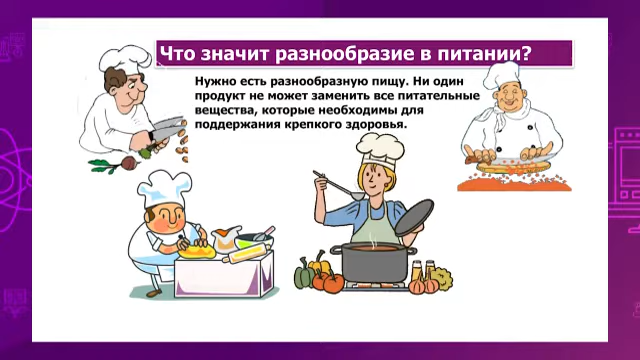 Что значит разнообразие в питании?
Нужно есть разнообразную пищу. Ни один
продукт не может заменить все питательные
вещества, которые необходимы для
поддержания крепкого здоровья.